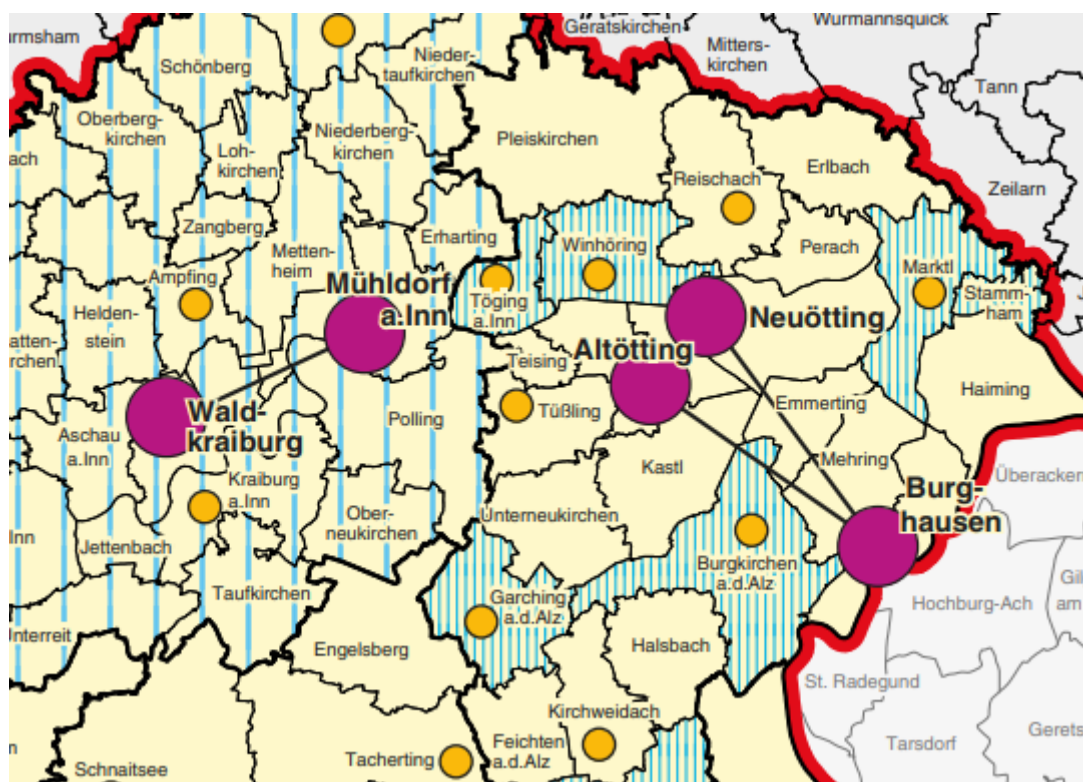 Geratskirchen
Wurmannsquick
Mitters-
kirchen
Tann
Zeilarn
Schönberg
Nieder-
taufkirchen
Oberberg-
kirchen
Loh-
kirchen
Niederberg-
kirchen
Pleiskirchen
Erlbach
Reischach
Zangberg
Metten-
heim
Erharting
Winhöring
Perach
Marktl
Stamm-
ham
Ampfing
Mühldorf
a.Inn
Töging
a.Inn
Neuötting
Helden-
stein
Teising
Altötting
Haiming
Tüßling
Emmerting
Wald-
kraiburg
Polling
Aschau
a.Inn
Kastl
Mehring
Überacken
Kraiburg
a.Inn
Burg-
hausen
Ober-
neukirchen
Unterneukirchen
Jettenbach
Burgkirchen
a.d.Alz
Taufkirchen
Garching
a.d.Alz
Hochburg-Ach
Engelsberg
Halsbach
St. Radegund
Kirchweidach
Tarsdorf
Feichten
a.d.Alz
Tacherting
Schnaitsee